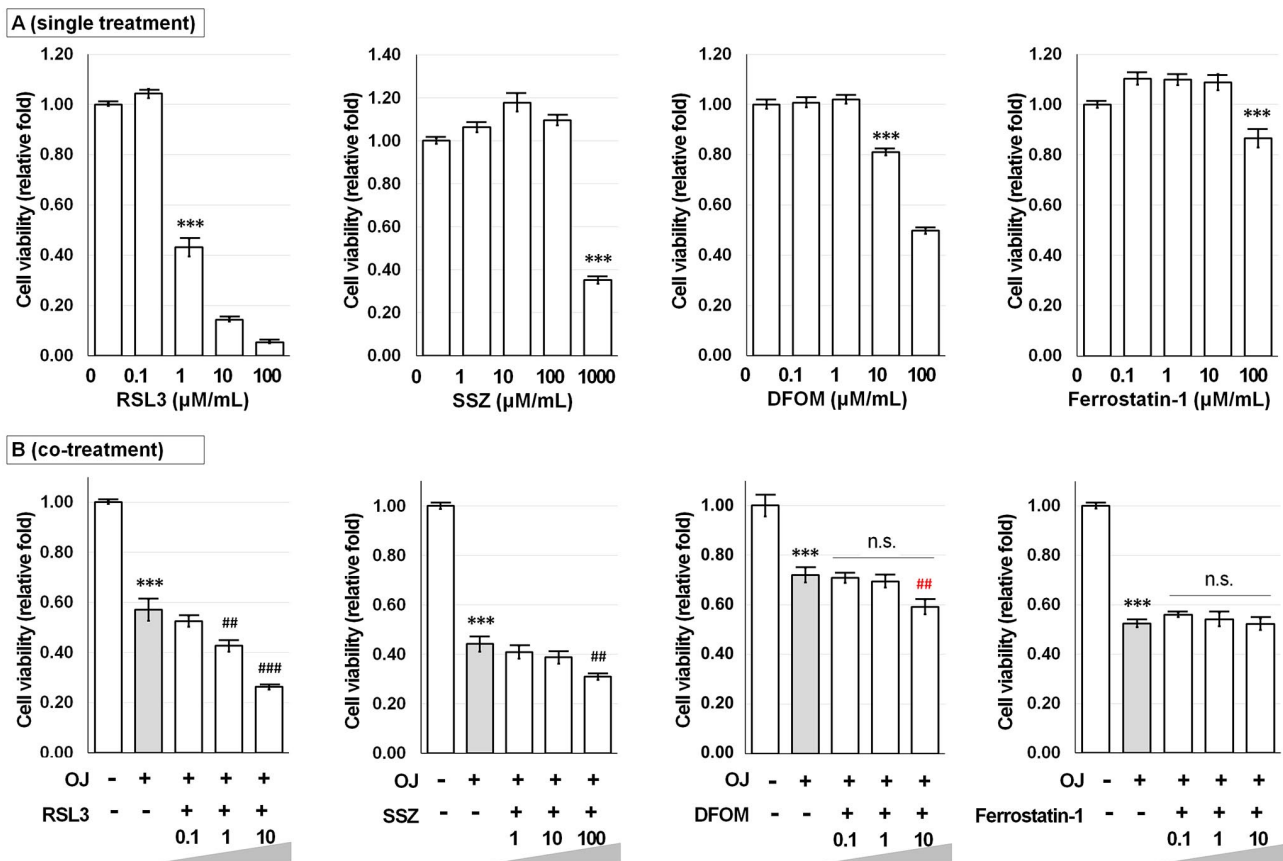 A (single treatment)
Cell viability (relative fold)
1.20
1.00
0.80
0.60
0.40
0.20
0.00
***
0 0.1 1 10 100
RSL3 (µM/mL)
Cell viability (relative fold)
1.40
1.20
1.00
0.80
0.60
0.40
0.20
0.00
***
0 1 10 100 1000
SSZ (µM/mL)
Cell viability (relative fold)
1.20
1.00
0.80
0.60
0.40
0.20
0.00
***
0 0.1 1 10 100
DFOM (µM/mL)
Cell viability (relative fold)
1.20
1.00
0.80
0.60
0.40
0.20
0.00
***
0 0.1 1 10 100
Ferrostatin-1 (µM/mL)
B (co-treatment)
Cell viability (relative fold)
1.00
0.80
0.60
0.40
0.20
0.00
***
##
###
OJ - + + + +
RSL3 - - + + +
0.1 1 10
Cell viability (relative fold)
1.00
0.80
0.60
0.40
0.20
0.00
***
##
OJ - + + + +
SSZ - - + + +
1 10 100
Cell viability (relative fold)
1.00
0.80
0.60
0.40
0.20
0.00
***
n.s.
##
OJ - + + + +
DFOM - - + + +
0.1 1 10
Cell viability (relative fold)
1.00
0.80
0.60
0.40
0.20
0.00
***
n.s.
OJ - + + + +
Ferrostatin-1 - - + + +
0.1 1 10